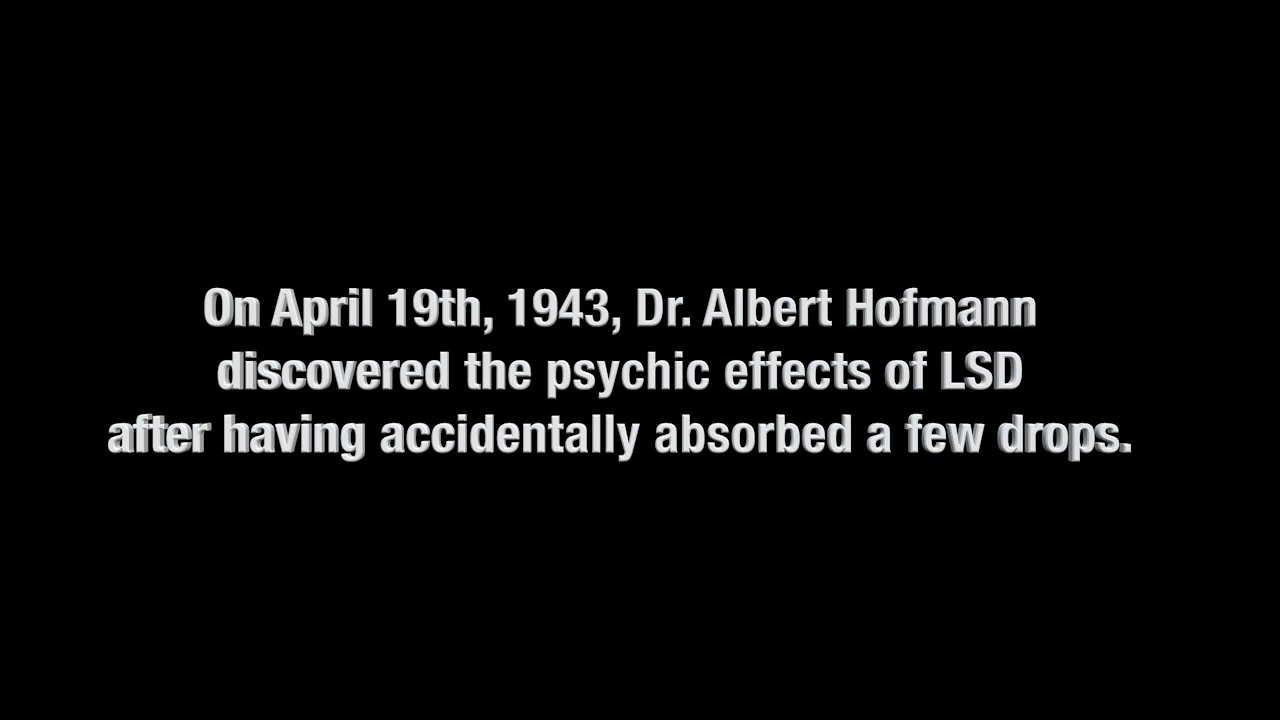 On April 19th, 1943, Dr. Albert Hofmann
discovered the psychic effects of LSD
after having accidentally absorbed a few drops.